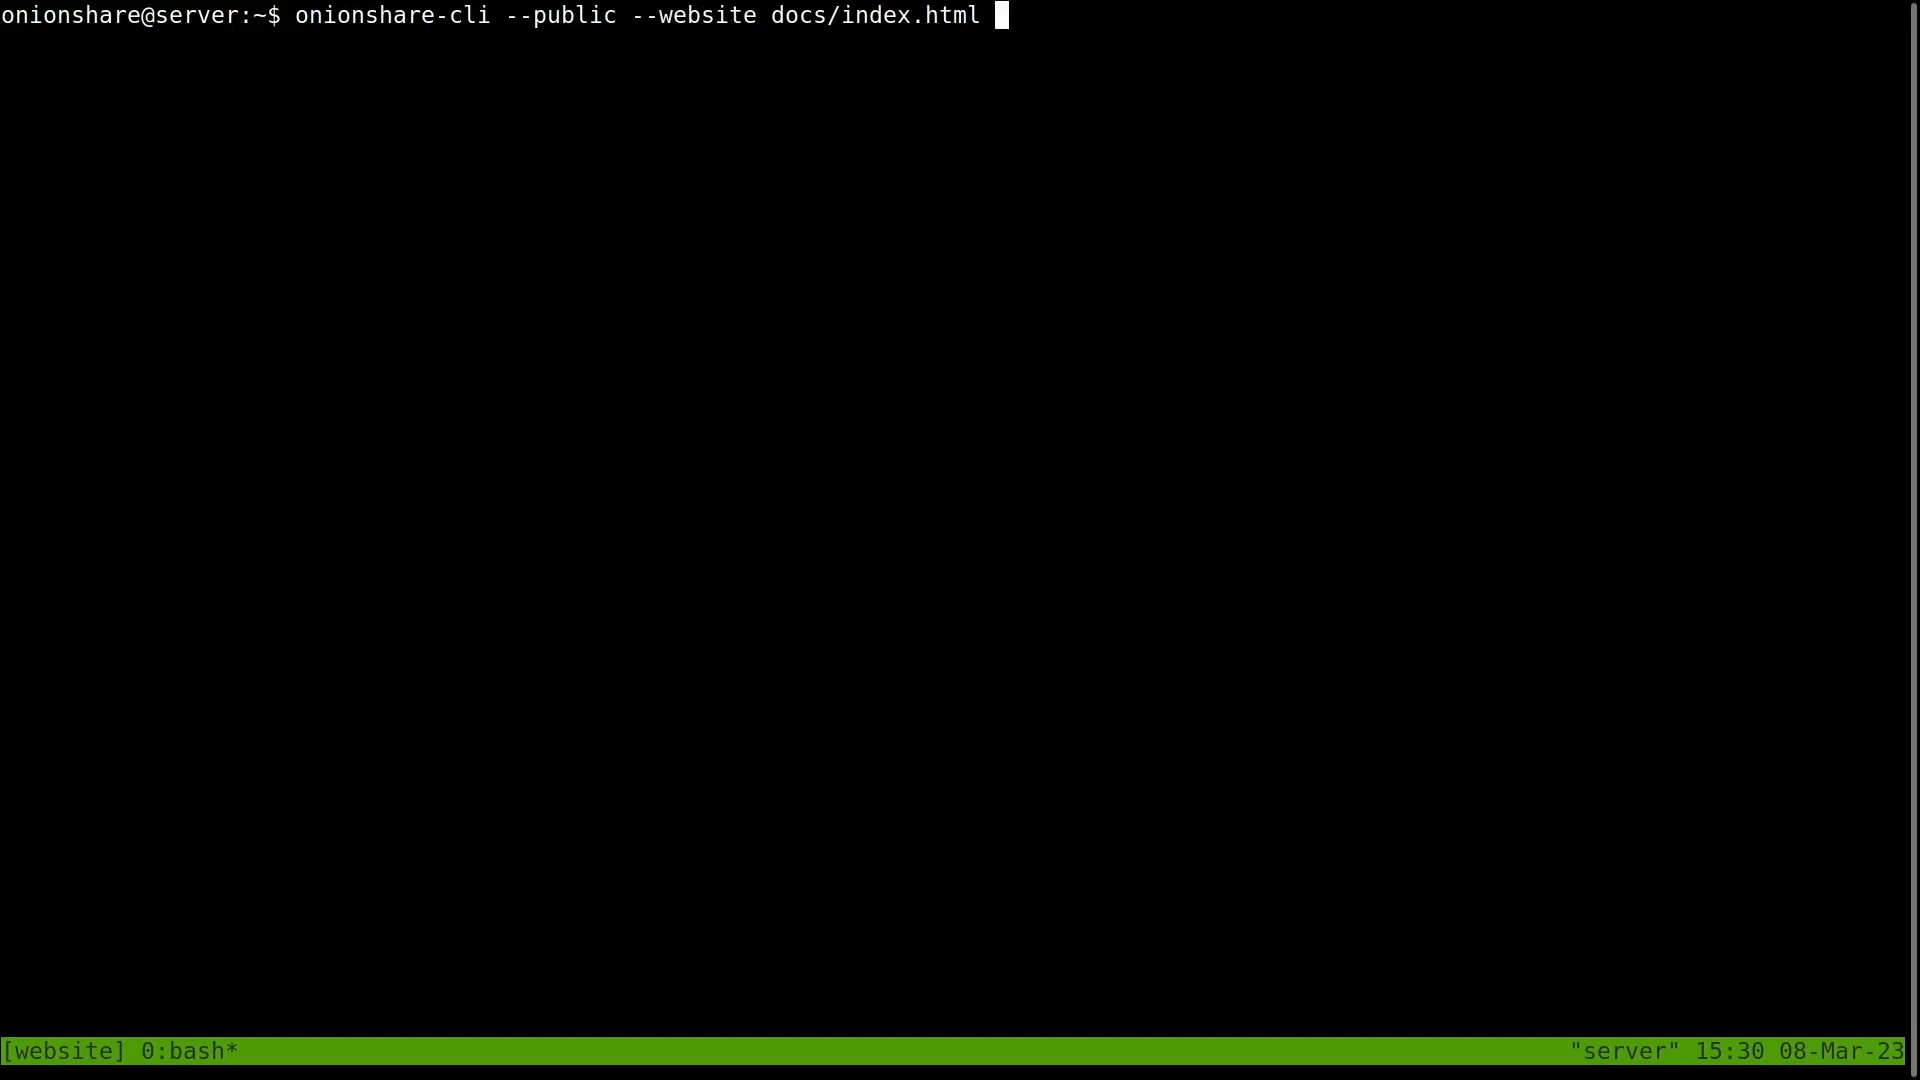 onionshare@server:~$ onionshare-cli --public --website docs/index.html
[website] 0:bash* "server" 15:30 08-Mar-23